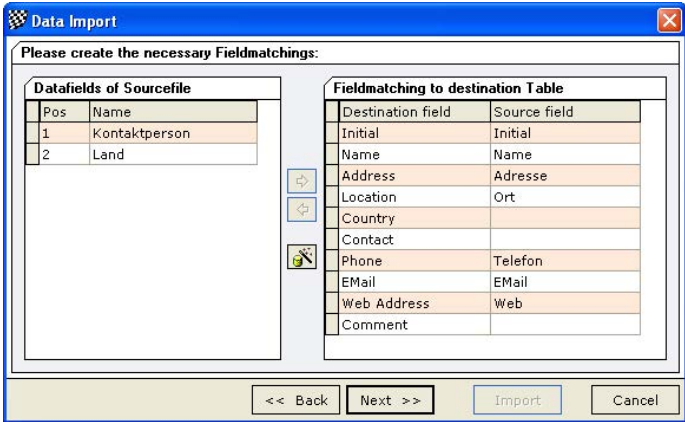 Data Import
Please create the necessary Fieldmatchings:
Datafields of Sourcefile
Pos Name
1 Kontaktperson
2 Land
Fieldmatching to destination Table
Destination field Source field
Initial Initial
Name Name
Address Adresse
Location Ort
Country
Contact
Phone Telefon
EMail EMail
Web Address Web
Comment
<< Back Next >> Import Cancel